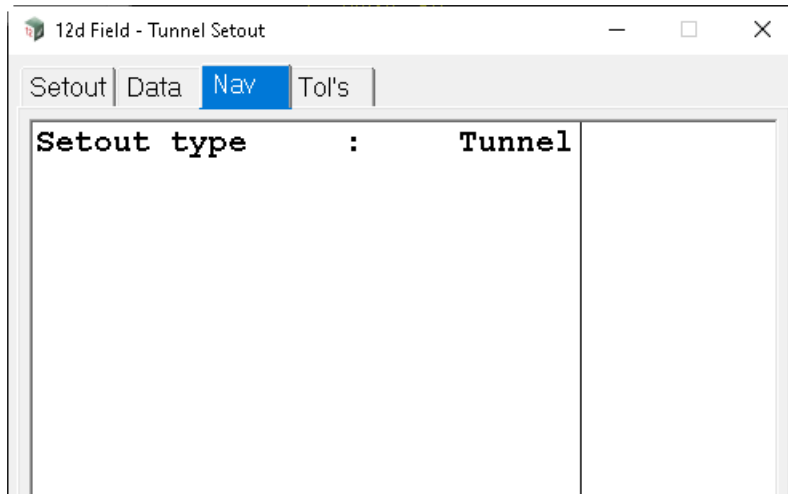 12d Field - Tunnel Setout
Setout Data Nav Tol's
Setout type : Tunnel